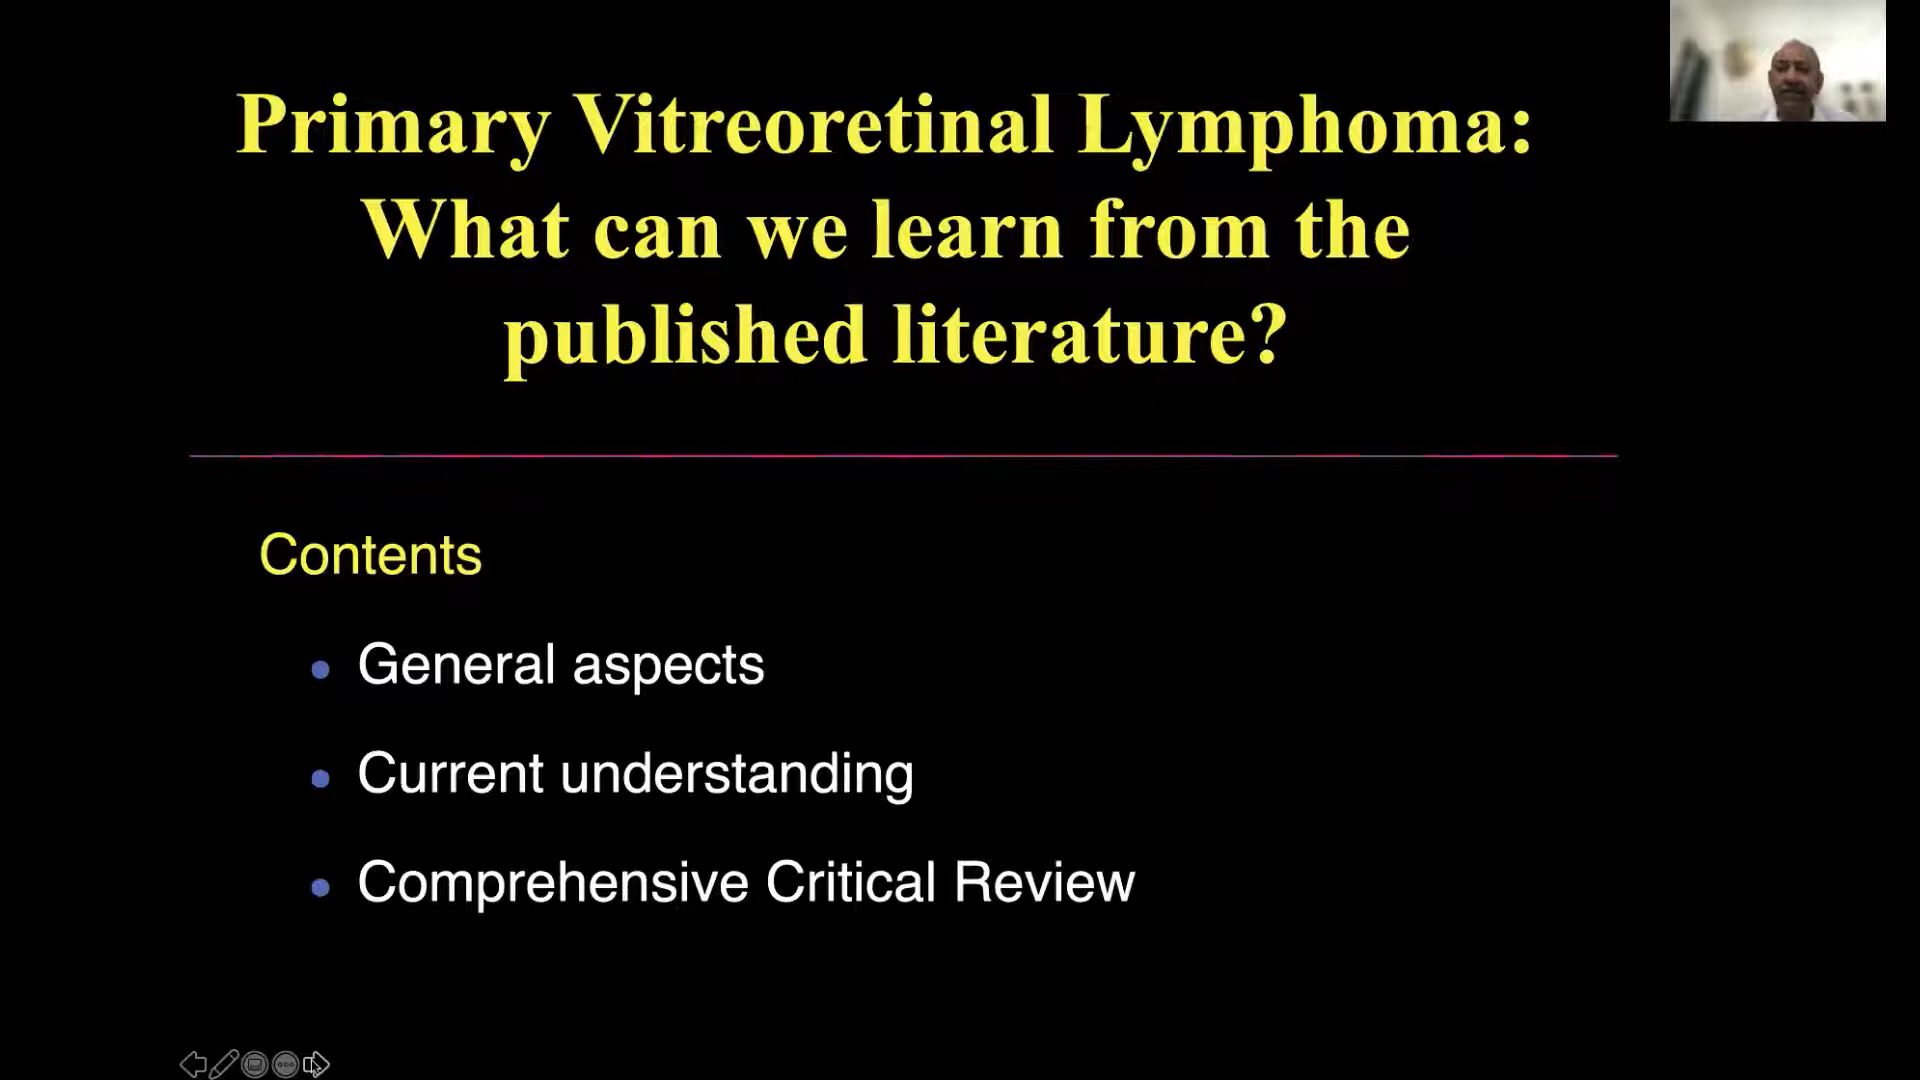 Primary Vitreoretinal Lymphoma:
What can we learn from the
published literature?
Contents
• General aspects
• Current understanding
• Comprehensive Critical Review